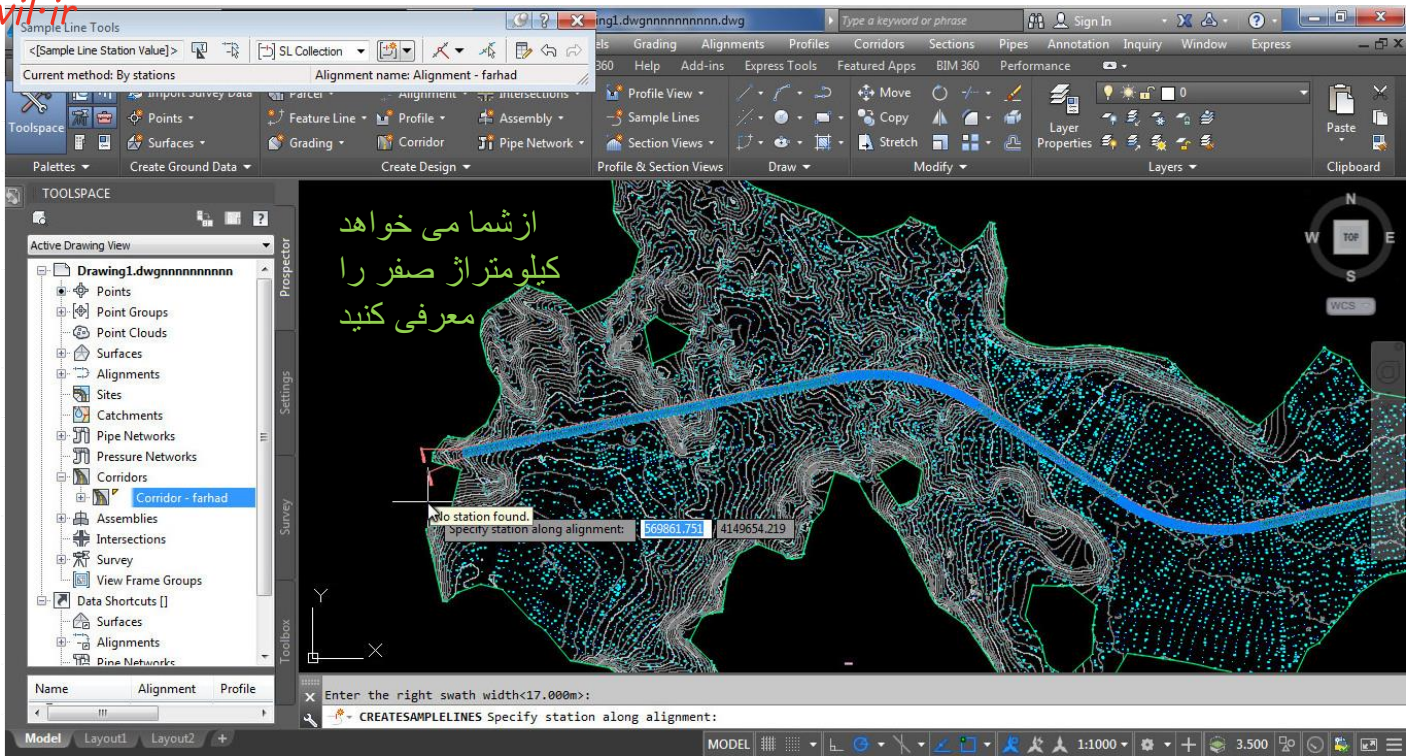 vil.ir
Sample Line Tools
ing1.dwgnnnnnnnnnn.dwg
Type a keyword or phrase
Sign In
<[Sample Line Station Value]>
SL Collection
Grading Alignments Profiles Corridors Sections Pipes Annotation Inquiry Window Express
Current method: By stations
Alignment name: Alignment - farhad
360 Help Add-ins Express Tools Featured Apps BIM 360 Performance
Import Survey Data
Parcel
Alignment
Intersections
Profile View
Move
0
Toolspace
Points
Feature Line
Profile
Assembly
Sample Lines
Copy
Layer Properties
Paste
Surfaces
Grading
Corridor
Pipe Network
Section Views
Stretch
Palettes
Create Ground Data
Create Design
Profile & Section Views
Draw
Modify
Layers
Clipboard
TOOLSPACE
Active Drawing View
Drawing1.dwgnnnnnnnnnn
Points
Point Groups
Point Clouds
Surfaces
Alignments
Sites
Catchments
Pipe Networks
Pressure Networks
Corridors
Corridor - farhad
Assemblies
Intersections
Survey
View Frame Groups
Data Shortcuts []
Surfaces
Alignments
Pipe Networks
Name Alignment Profile
Prospector
Settings
Survey
Toolbox
ازشما می خواهد
کیلومتراژ صفر را
معرفی کنید
N
W TOP E
S
WCS
No station found.
Specify station along alignment: 569861.751 4149654.219
Y
X
Enter the right swath width<17.000m>:
CREATESAMPLELINES Specify station along alignment:
Model Layout1 Layout2 +
MODEL
1:1000
3.500